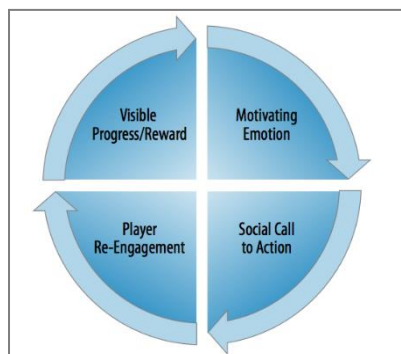 Visible
Progress/Reward
Motivating
Emotion
Player
Re-Engagement
Social Call
to Action